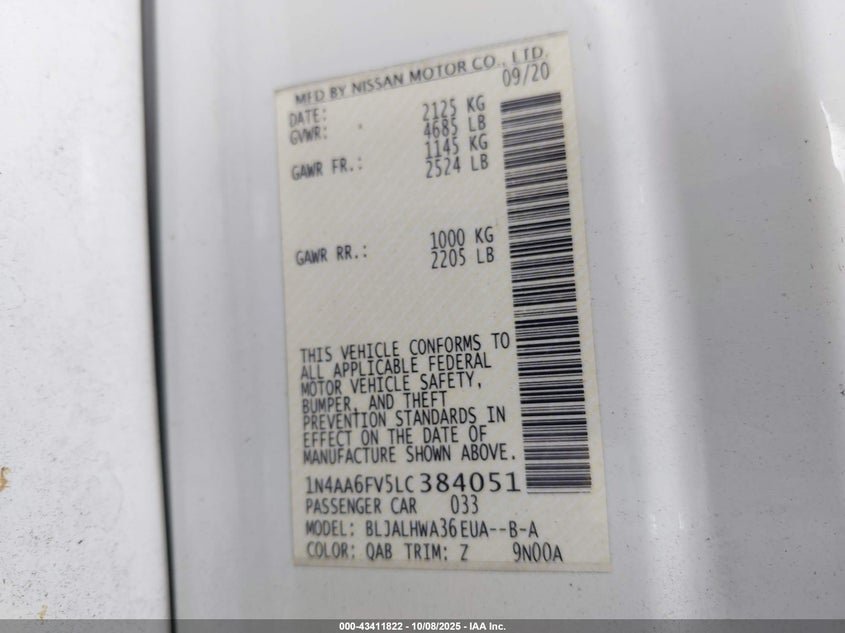 MFD BY NISSAN MOTOR CO., LTD.
DATE: 09/20
GVWR: 2125 KG
4685 LB
GAWR FR.: 1145 KG
2524 LB
GAWR RR.: 1000 KG
2205 LB
THIS VEHICLE CONFORMS TO
ALL APPLICABLE FEDERAL
MOTOR VEHICLE SAFETY,
BUMPER, AND THEFT
PREVENTION STANDARDS IN
EFFECT ON THE DATE OF
MANUFACTURE SHOWN ABOVE.
1N4AA6FV5LC384051
PASSENGER CAR 033
MODEL: BLJALHWA36EUA--B-A
COLOR: QAB TRIM: Z 9N00A
000-43411822 - 10/08/2025 - IAA Inc.